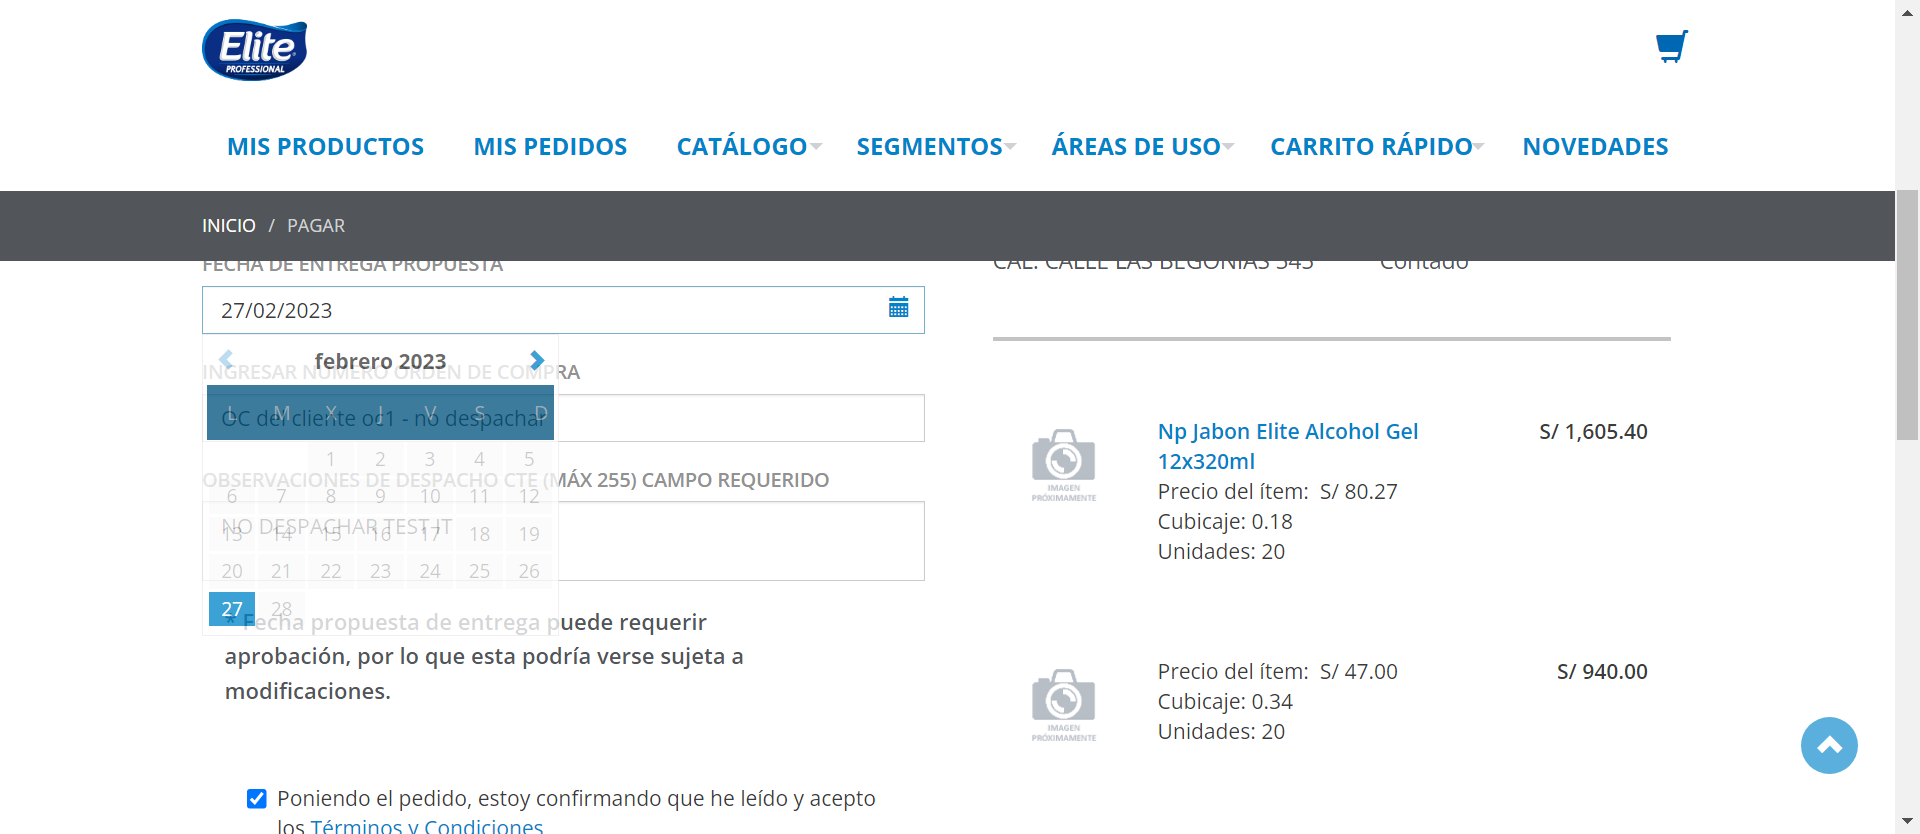 Elite
PROFESSIONAL
MIS PRODUCTOS
MIS PEDIDOS
CATÁLOGO
SEGMENTOS
ÁREAS DE USO
CARRITO RÁPIDO
NOVEDADES
INICIO / PAGAR
FECHA DE ENTREGA PROPUESTA
27/02/2023
febrero 2023
INGRESAR NÚMERO ORDEN DE COMPRA
L M X J V S D
OC del cliente oc1 - no despachar
1 2 3 4 5
OBSERVACIONES DE DESPACHO CTE (MÁX 255) CAMPO REQUERIDO
6 7 8 9 10 11 12
NO DESPACHAR TEST IT
13 14 15 16 17 18 19
20 21 22 23 24 25 26
27 28
* Fecha propuesta de entrega puede requerir
aprobación, por lo que esta podría verse sujeta a
modificaciones.
Poniendo el pedido, estoy confirmando que he leído y acepto
los Términos y Condiciones
CAL. CALLE LAS BEGONIAS 545
Contado
IMAGEN
PRÓXIMAMENTE
Np Jabon Elite Alcohol Gel
12x320ml
S/ 1,605.40
Precio del ítem: S/ 80.27
Cubicaje: 0.18
Unidades: 20
IMAGEN
PRÓXIMAMENTE
Precio del ítem: S/ 47.00
S/ 940.00
Cubicaje: 0.34
Unidades: 20